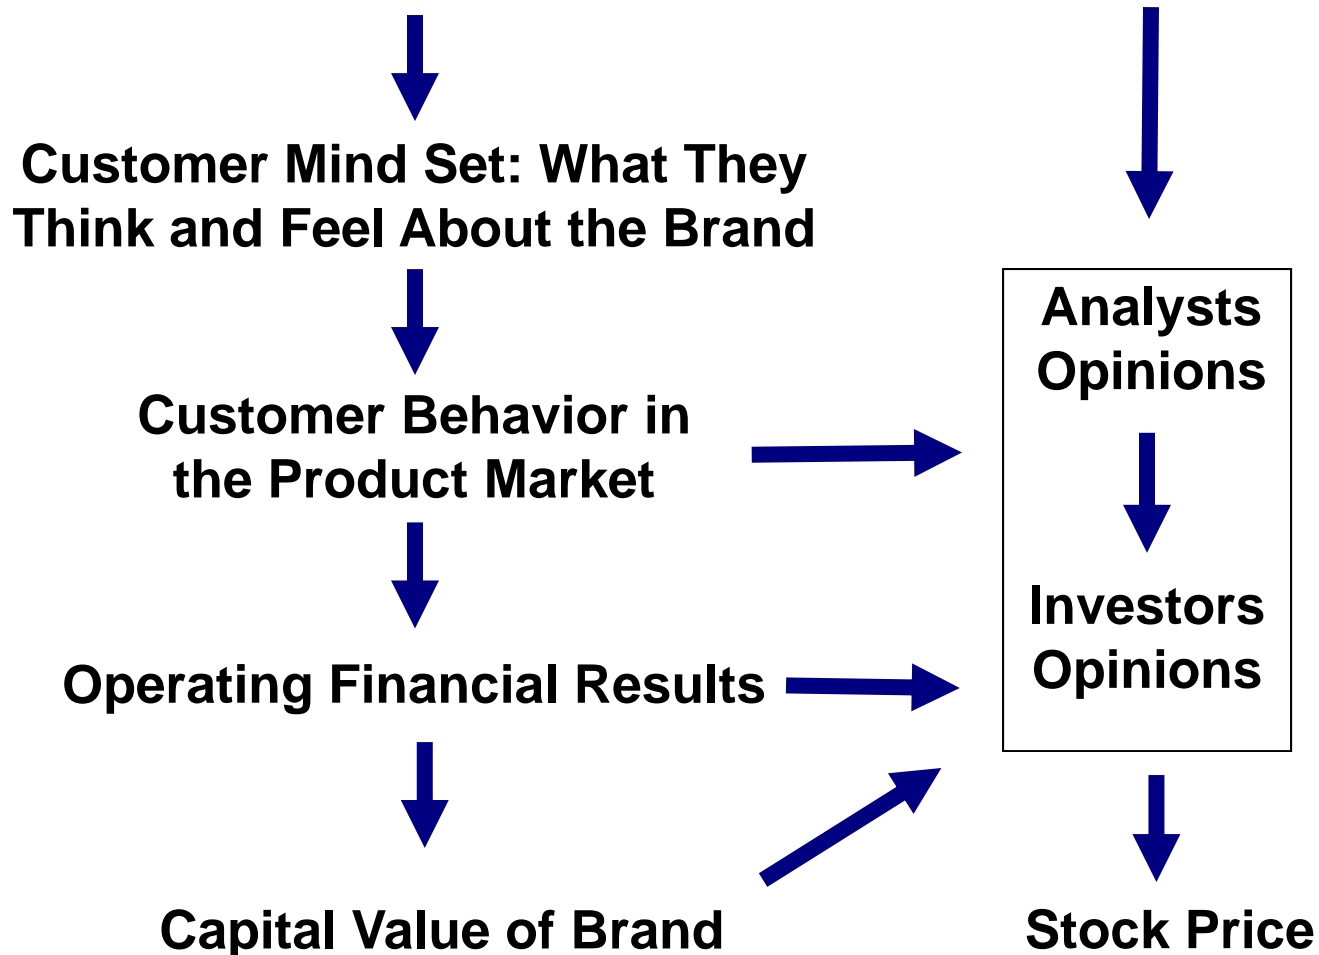 Customer Mind Set: What They
Think and Feel About the Brand
Customer Behavior in
the Product Market
Operating Financial Results
Capital Value of Brand
Analysts
Opinions
Investors
Opinions
Stock Price